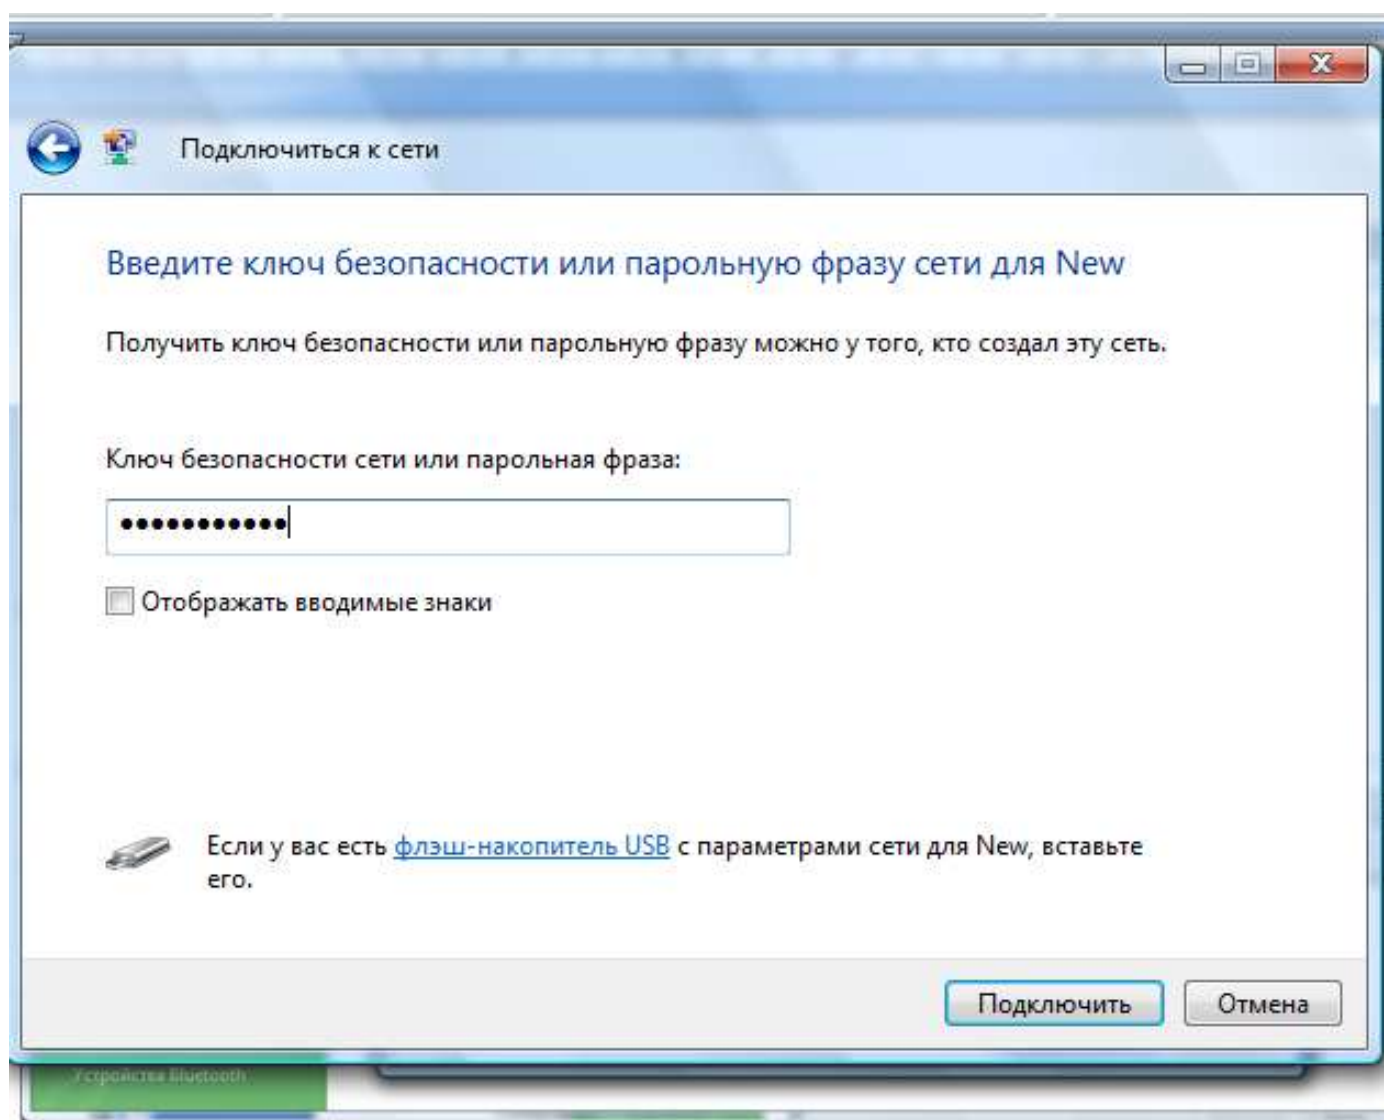 Подключиться к сети
Введите ключ безопасности или парольную фразу сети для New
Получить ключ безопасности или парольную фразу можно у того, кто создал эту сеть.
Ключ безопасности сети или парольная фраза:
●●●●●●●●●●●
Отображать вводимые знаки
Если у вас есть флэш-накопитель USB с параметрами сети для New, вставьте
его.
Подключить
Отмена
Устройства Bluetooth